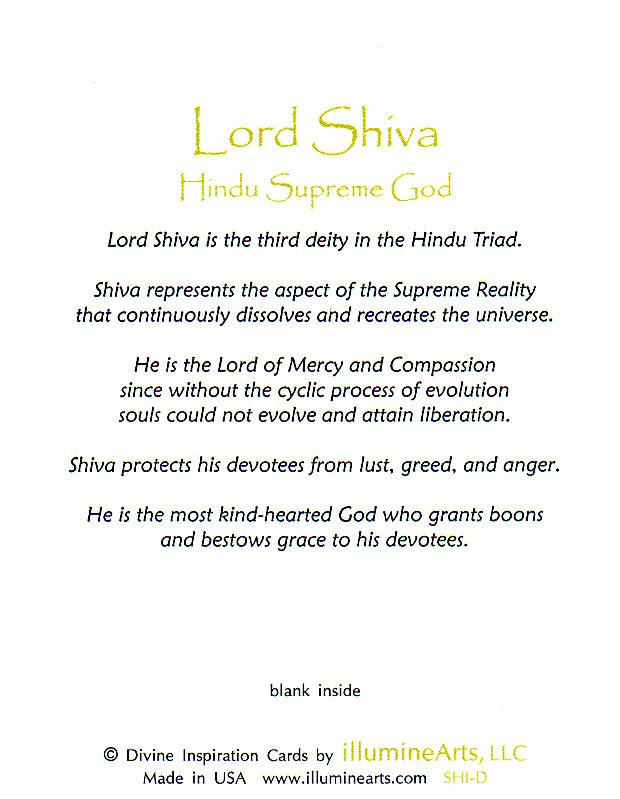 Lord Shiva
Hindu Supreme God
Lord Shiva is the third deity in the Hindu Triad.
Shiva represents the aspect of the Supreme Reality
that continuously dissolves and recreates the universe.
He is the Lord of Mercy and Compassion
since without the cyclic process of evolution
souls could not evolve and attain liberation.
Shiva protects his devotees from lust, greed, and anger.
He is the most kind-hearted God who grants boons
and bestows grace to his devotees.
blank inside
© Divine Inspiration Cards by illumineArts, LLC
Made in USA www.illuminearts.com SHI-D